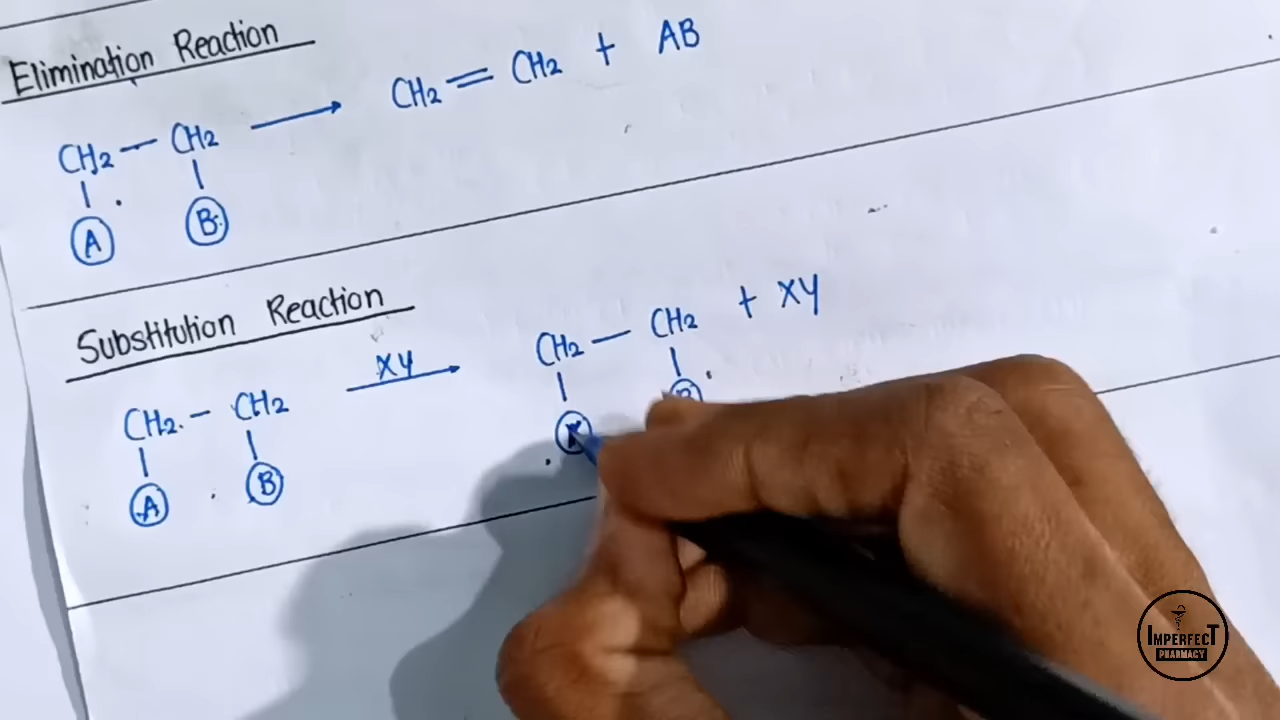 Elimination Reaction
CH2 — CH2 → CH2 = CH2 + AB
A B
Substitution Reaction
CH2 — CH2 XY → CH2 — CH2 + XY
A B B
IMPERFECT
PHARMACY